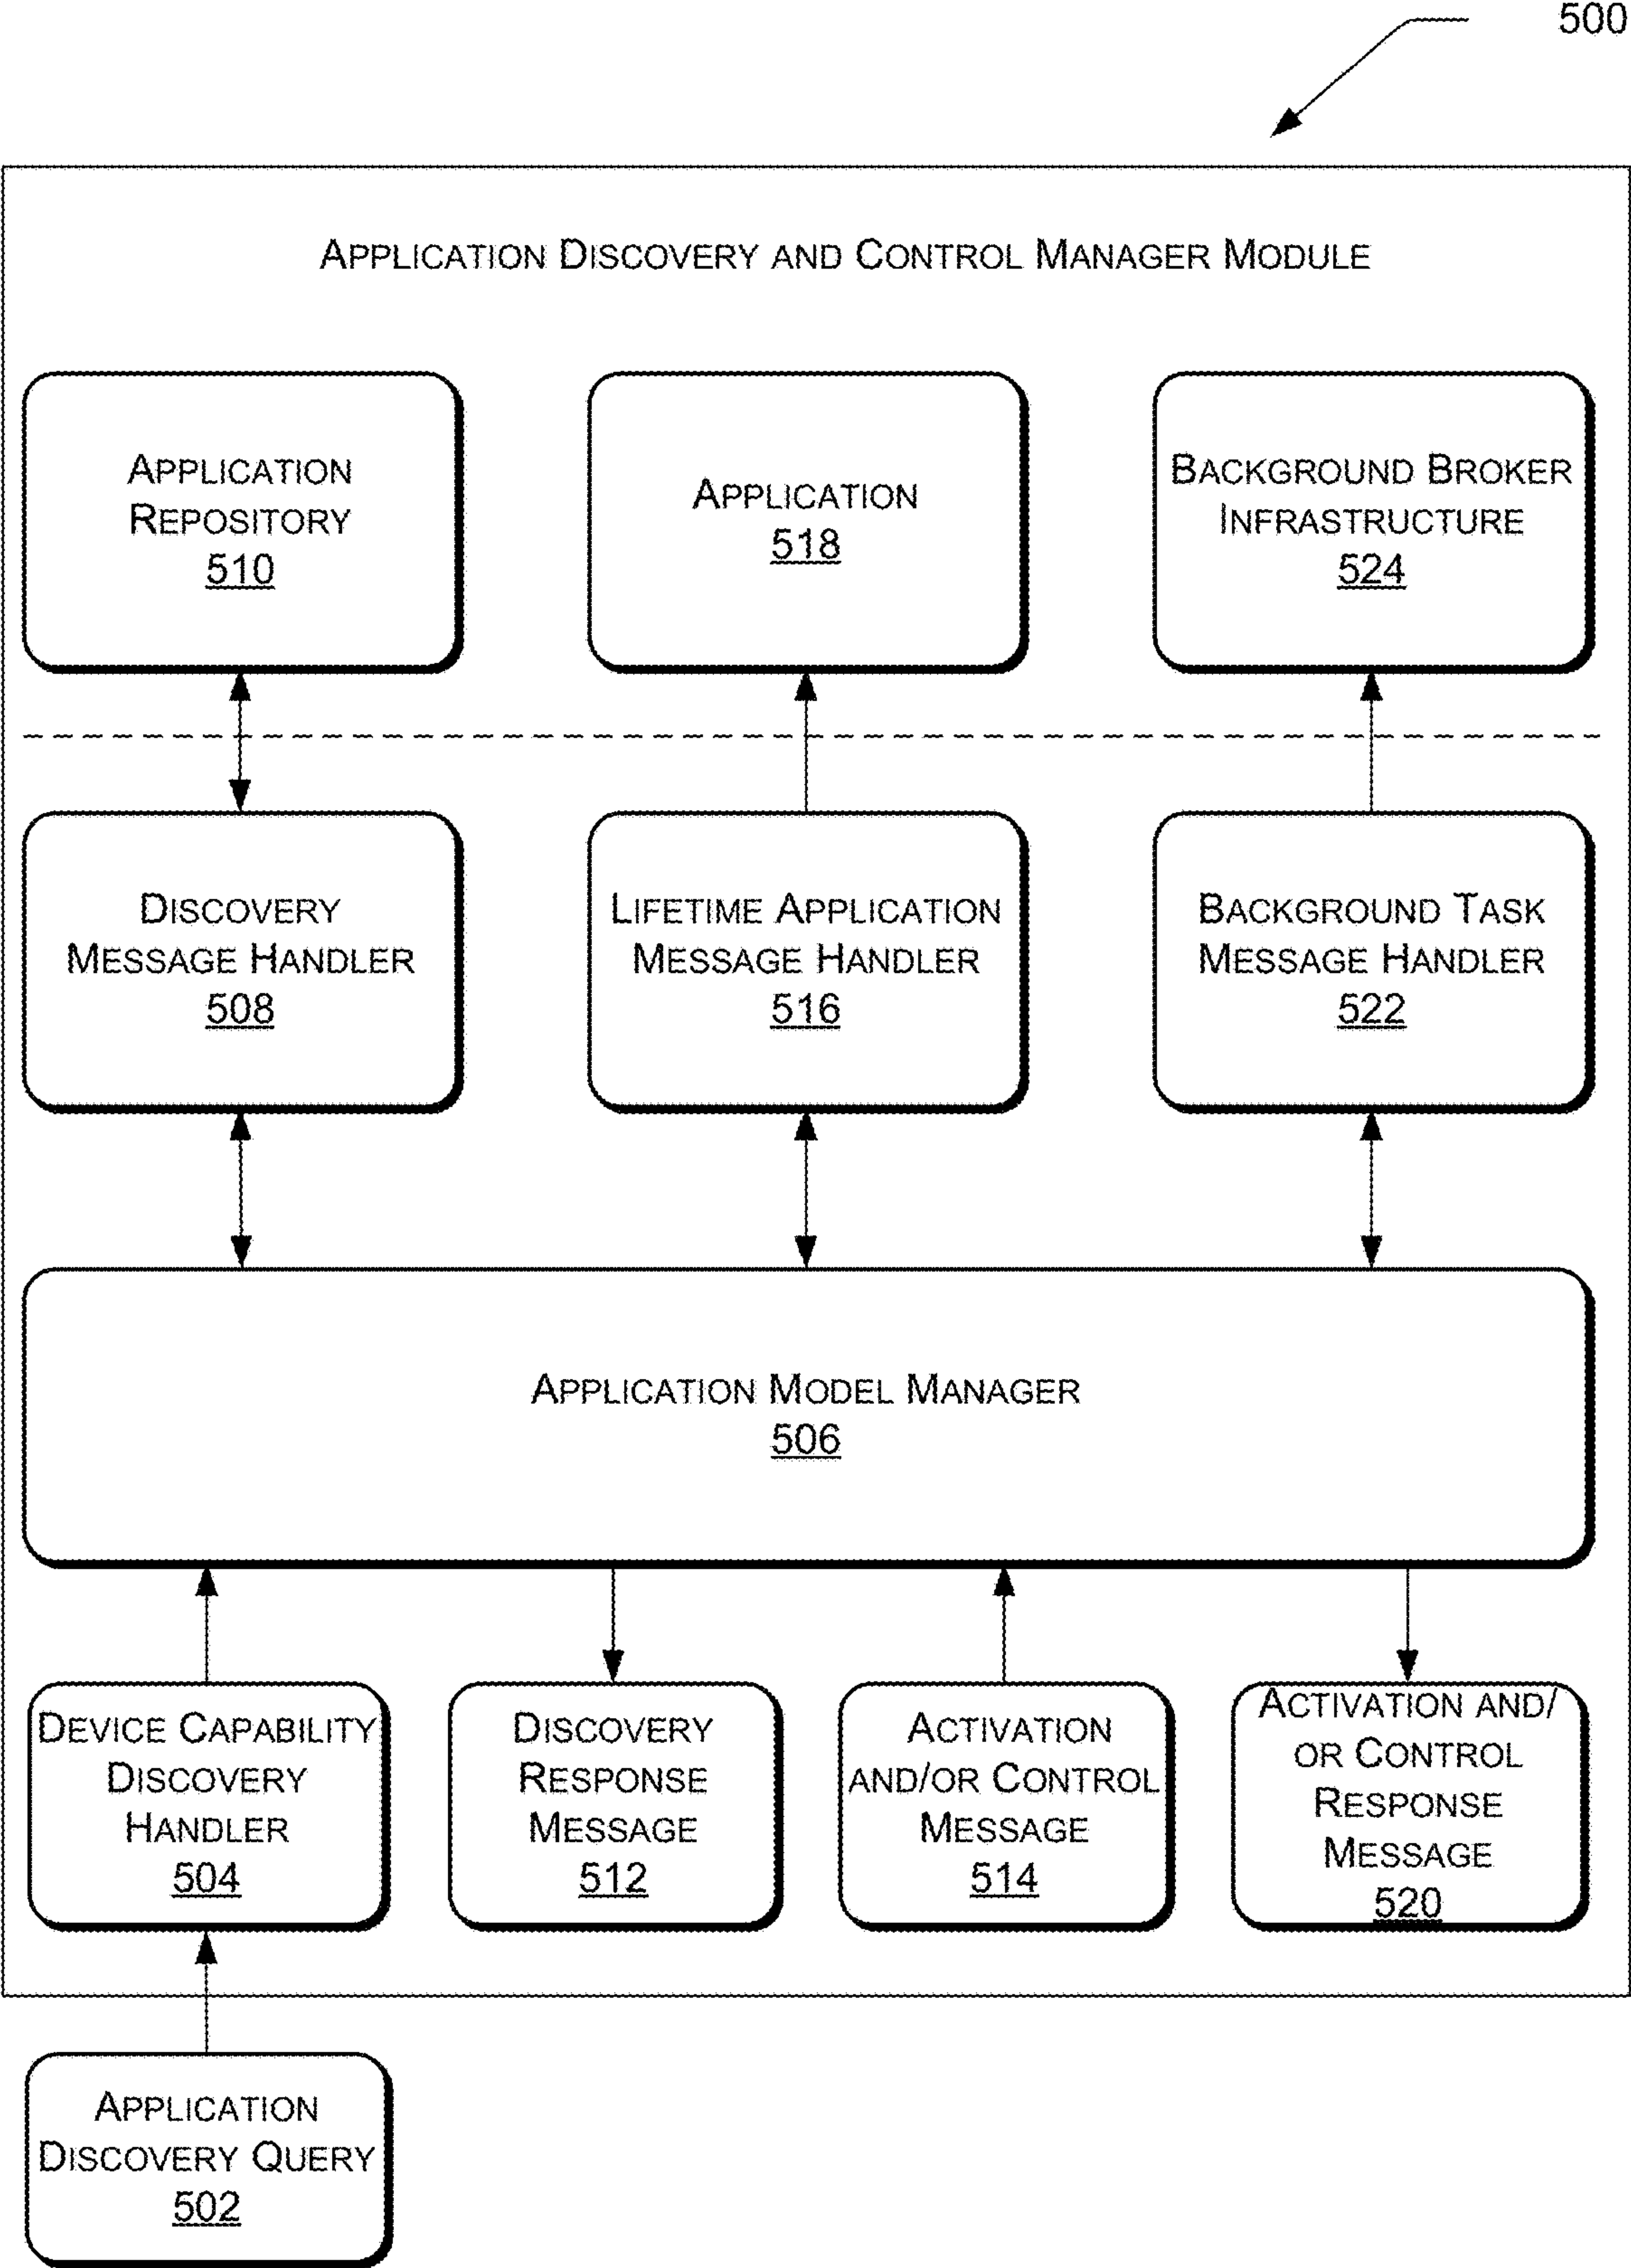 500
APPLICATION DISCOVERY AND CONTROL MANAGER MODULE
APPLICATION
REPOSITORY
510
APPLICATION
518
BACKGROUND BROKER
INFRASTRUCTURE
524
DISCOVERY
MESSAGE HANDLER
508
LIFETIME APPLICATION
MESSAGE HANDLER
516
BACKGROUND TASK
MESSAGE HANDLER
522
APPLICATION MODEL MANAGER
506
DEVICE CAPABILITY
DISCOVERY
HANDLER
504
DISCOVERY
RESPONSE
MESSAGE
512
ACTIVATION
AND/OR CONTROL
MESSAGE
514
ACTIVATION AND/
OR CONTROL
RESPONSE
MESSAGE
520
APPLICATION
DISCOVERY QUERY
502